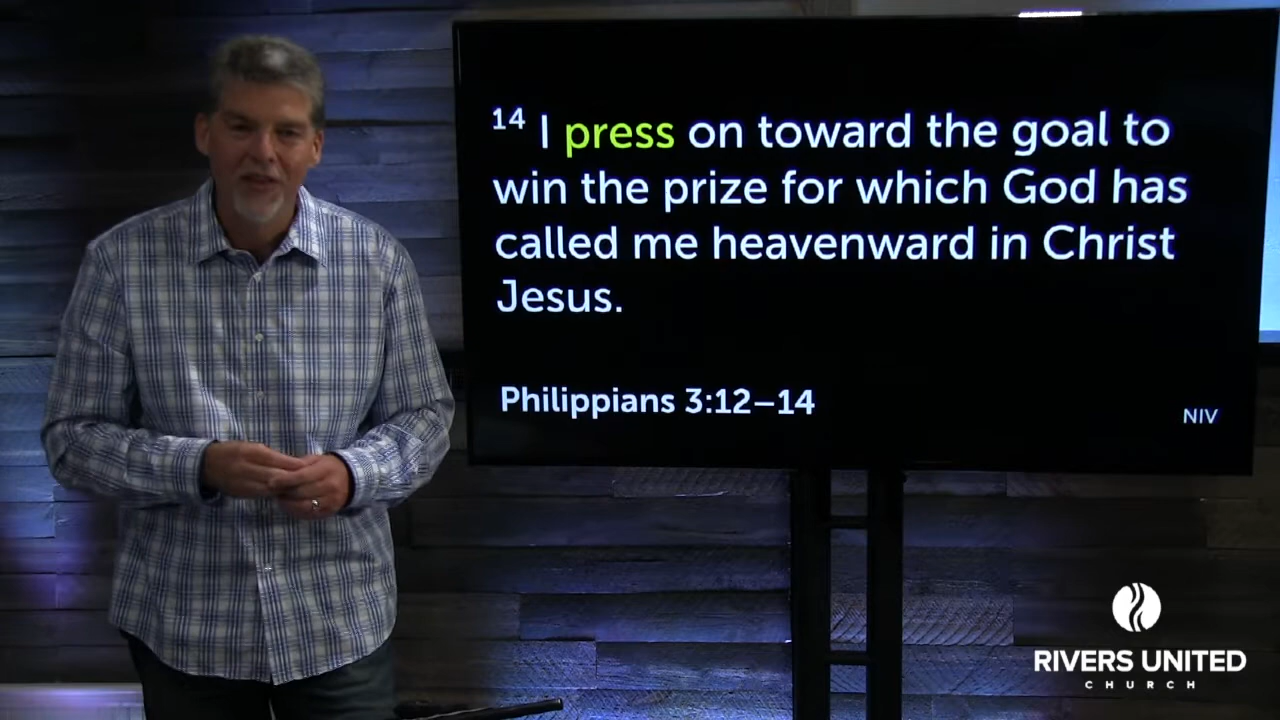 14 I press on toward the goal to
win the prize for which God has
called me heavenward in Christ
Jesus.
Philippians 3:12–14
NIV
RIVERS UNITED
CHURCH